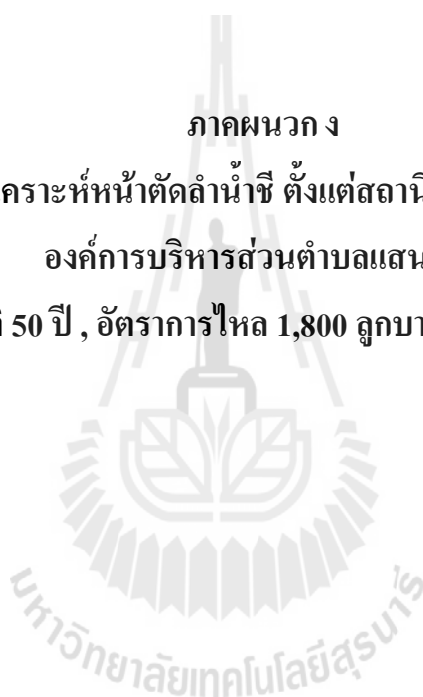 ภาคผนวก ง
เคราะห์หน้าตัดลำน้ำชี ตั้งแต่สถานี
องค์การบริหารส่วนตำบลแสน
50 ปี , อัตราการไหล 1,800 ลูกบา
มหาวิทยาลัยเทคโนโลยีสุรนารี